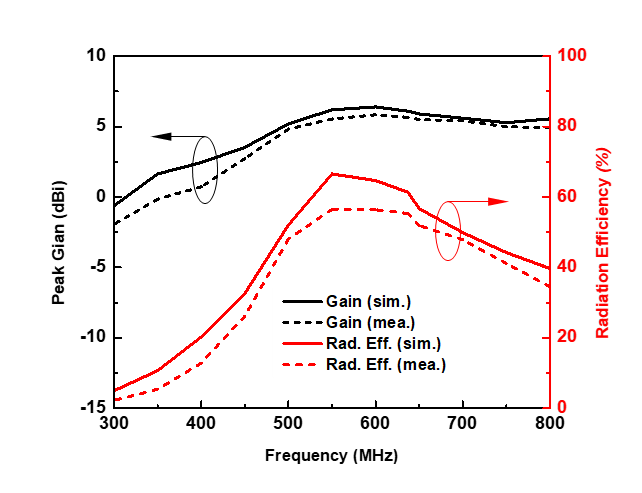 10
5
0
-5
-10
-15
Peak Gian (dBi)
100
80
60
40
20
0
Radiation Efficiency (%)
Gain (sim.)
Gain (mea.)
Rad. Eff. (sim.)
Rad. Eff. (mea.)
300 400 500 600 700 800
Frequency (MHz)